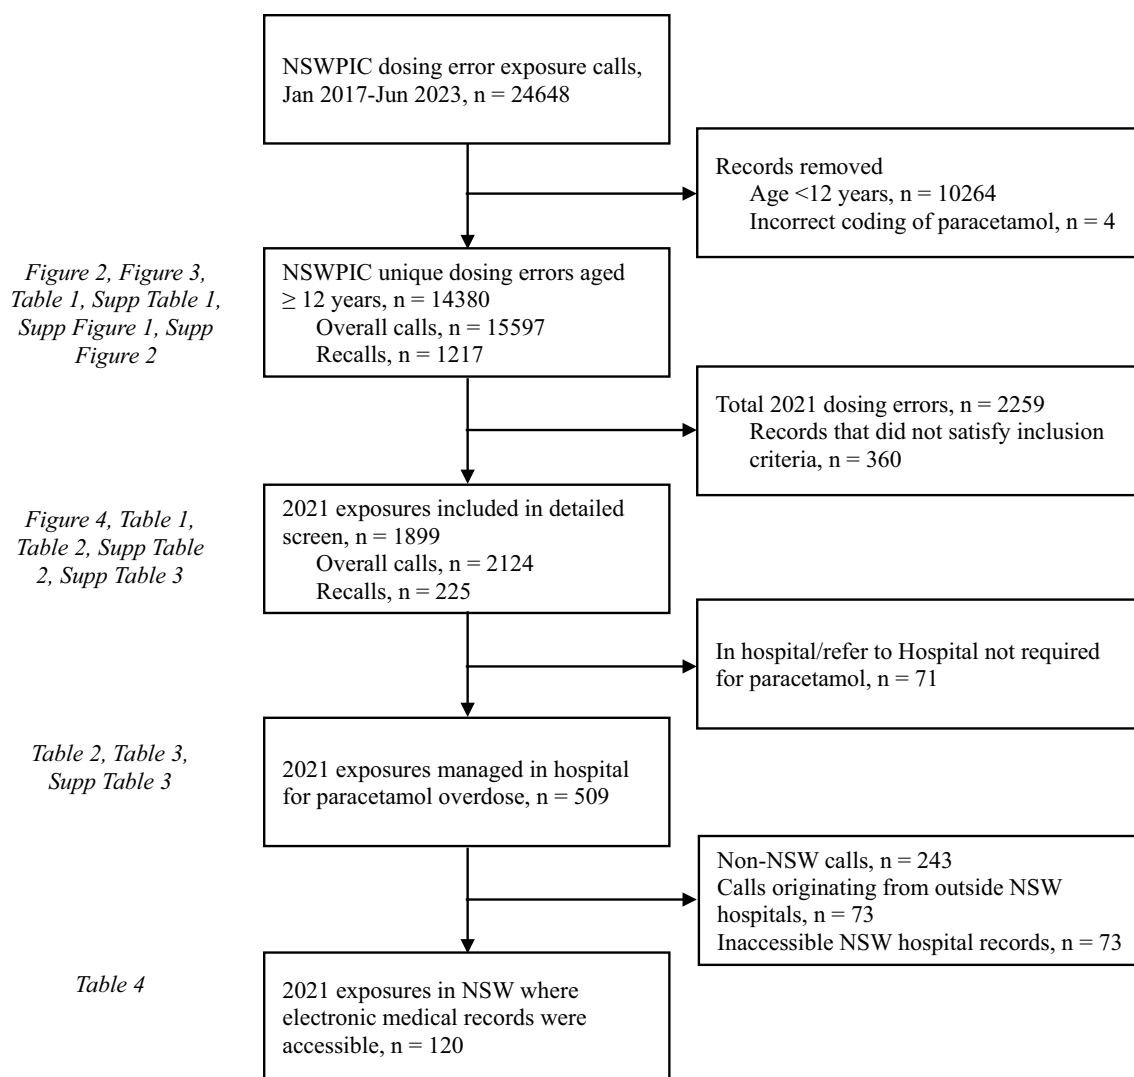 NSWPIC dosing error exposure calls,
Jan 2017-Jun 2023, n = 24648
Records removed
Age <12 years, n = 10264
Incorrect coding of paracetamol, n = 4
Figure 2, Figure 3,
Table 1, Supp Table 1,
Supp Figure 1, Supp
Figure 2
NSWPIC unique dosing errors aged
≥ 12 years, n = 14380
Overall calls, n = 15597
Recalls, n = 1217
Total 2021 dosing errors, n = 2259
Records that did not satisfy inclusion
criteria, n = 360
Figure 4, Table 1,
Table 2, Supp Table
2, Supp Table 3
2021 exposures included in detailed
screen, n = 1899
Overall calls, n = 2124
Recalls, n = 225
In hospital/refer to Hospital not required
for paracetamol, n = 71
Table 2, Table 3,
Supp Table 3
2021 exposures managed in hospital
for paracetamol overdose, n = 509
Non-NSW calls, n = 243
Calls originating from outside NSW
hospitals, n = 73
Inaccessible NSW hospital records, n = 73
Table 4
2021 exposures in NSW where
electronic medical records were
accessible, n = 120